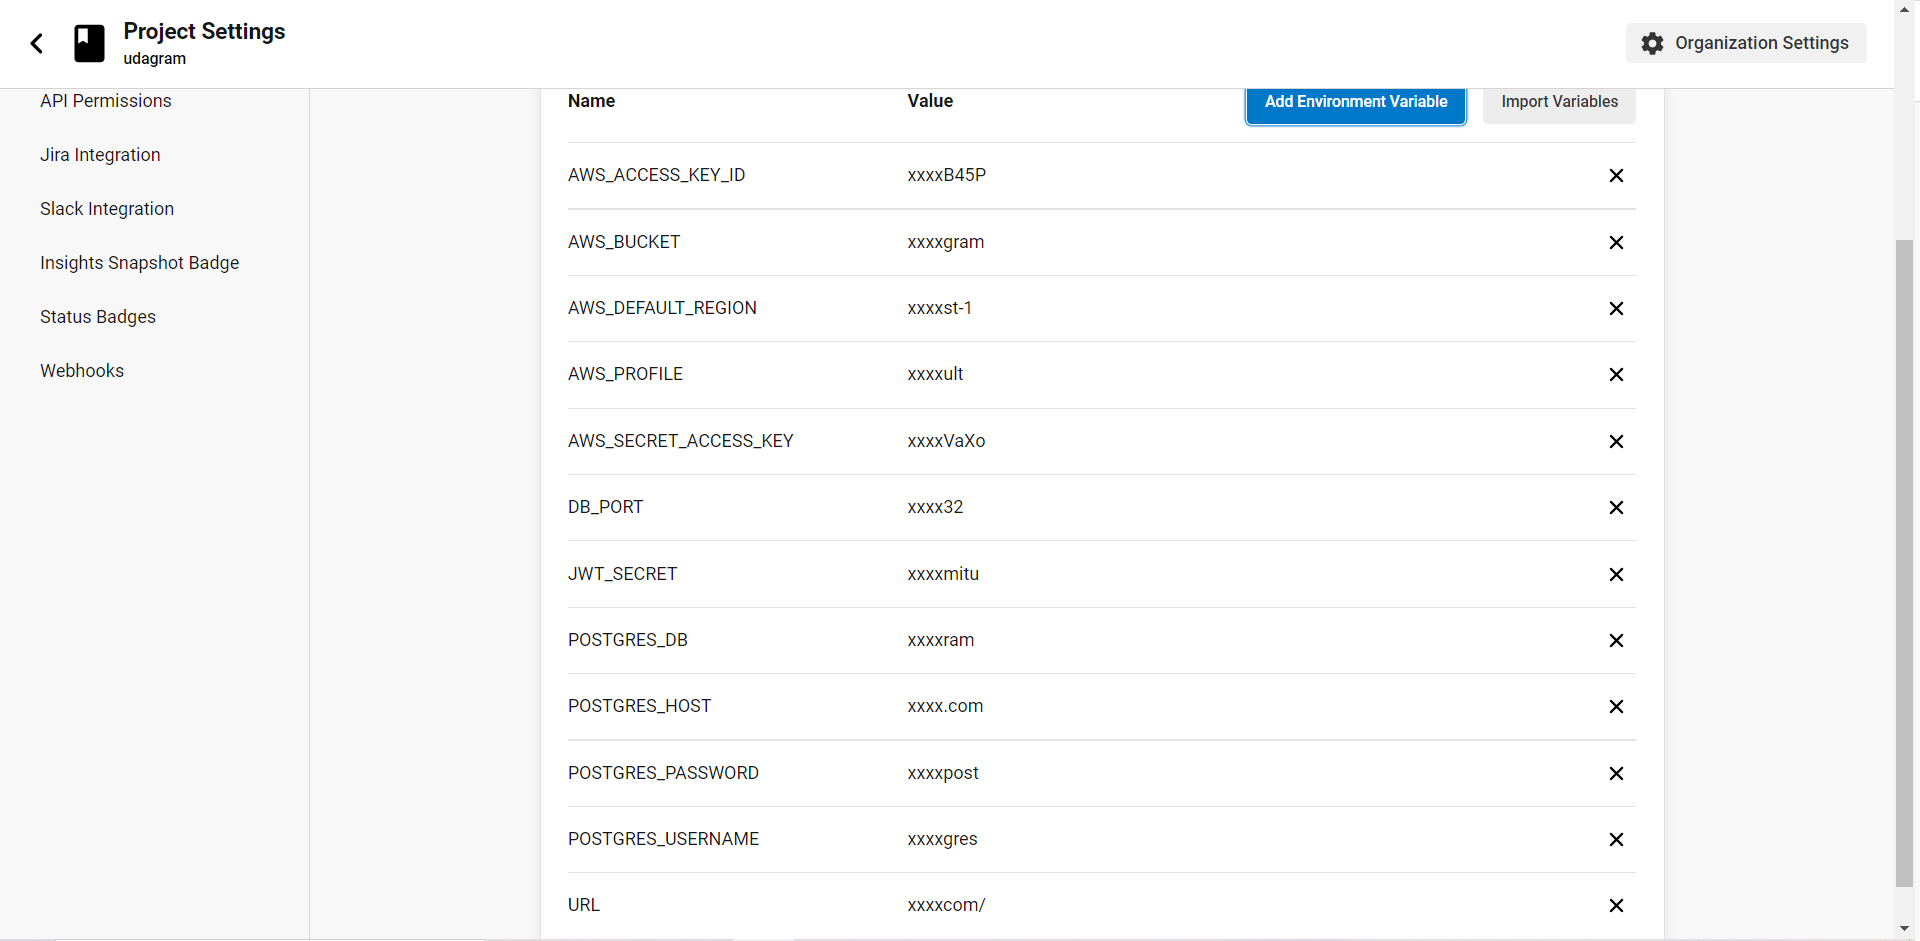 Project Settings
udagram
Organization Settings
API Permissions
Jira Integration
Slack Integration
Insights Snapshot Badge
Status Badges
Webhooks
Name Value Add Environment Variable Import Variables
AWS_ACCESS_KEY_ID xxxxB45P
AWS_BUCKET xxxxgram
AWS_DEFAULT_REGION xxxxst-1
AWS_PROFILE xxxxult
AWS_SECRET_ACCESS_KEY xxxxVaXo
DB_PORT xxxx32
JWT_SECRET xxxxmitu
POSTGRES_DB xxxxram
POSTGRES_HOST xxxx.com
POSTGRES_PASSWORD xxxxpost
POSTGRES_USERNAME xxxxgres
URL xxxxcom/